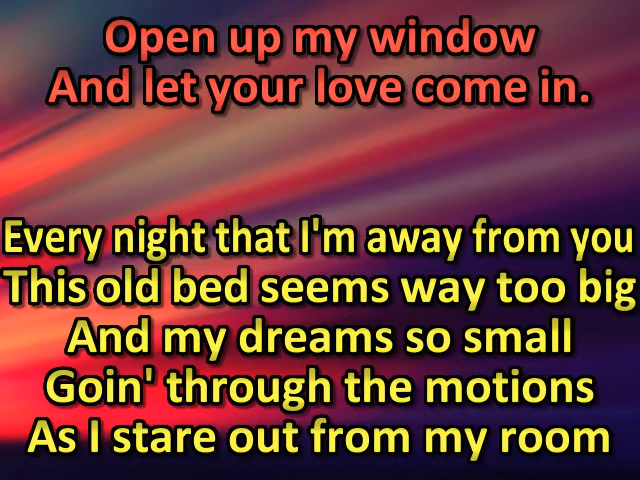 Open up my window
And let your love come in.
Every night that I'm away from you
This old bed seems way too big
And my dreams so small
Goin' through the motions
As I stare out from my room